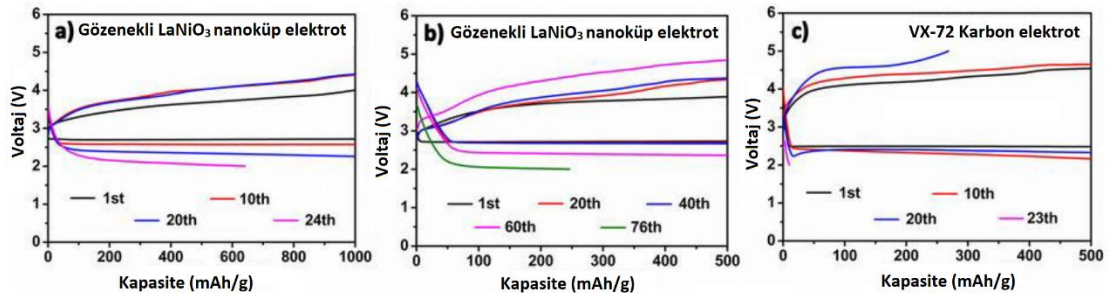 a) Gözenekli LaNiO₃ nanoküp elektrot
Voltaj (V)
6
5
4
3
2
1
0
1st
10th
20th
24th
0
200
400
600
800
1000
Kapasite (mAh/g)
b) Gözenekli LaNiO₃ nanoküp elektrot
Voltaj (V)
6
5
4
3
2
1
0
1st
20th
40th
60th
76th
0
100
200
300
400
500
Kapasite (mAh/g)
c) VX-72 Karbon elektrot
Voltaj (V)
6
5
4
3
2
1
0
1st
10th
20th
23th
0
100
200
300
400
500
Kapasite (mAh/g)